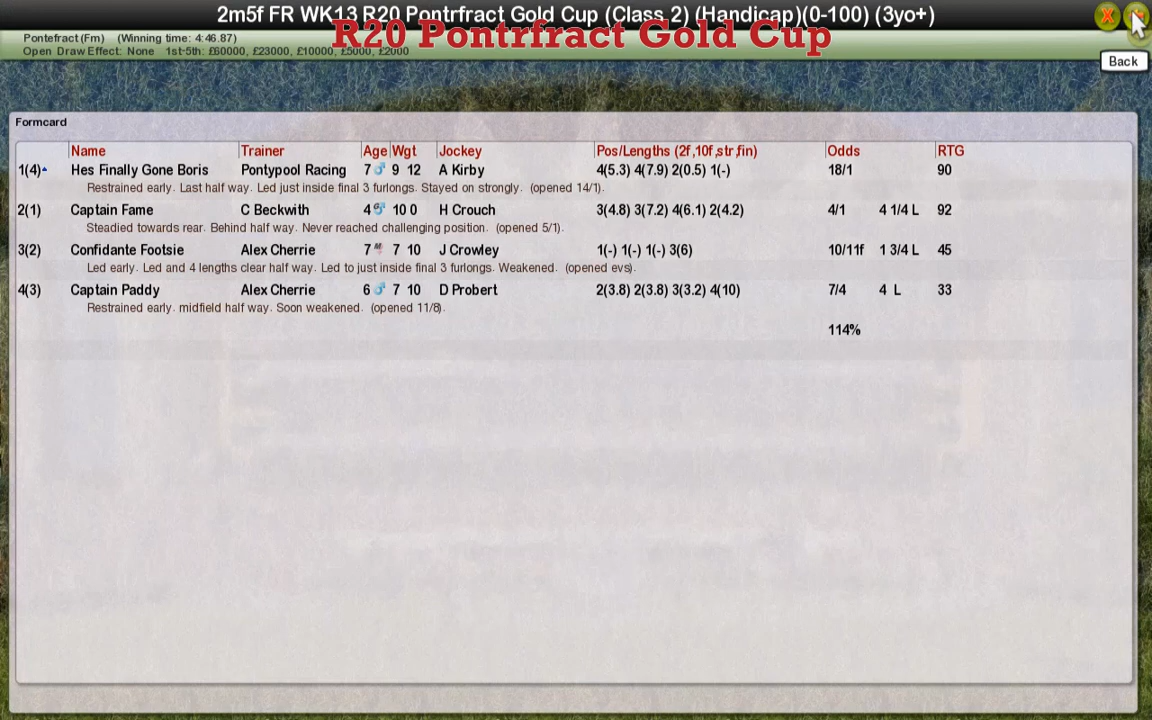 2m5f FR WK13 R20 Pontrfract Gold Cup (Class 2) (Handicap)(0-100) (3yo+)
R20 Pontrfract Gold Cup
Pontefract(Fm) (Winning time: 4:46.87)
Open Draw Effect: None 1st-5th: £60000, £23000, £10000, £5000, £2000
X
Back
Formcard
Name Trainer Age Wgt Jockey Pos/Lengths (2f,10f,str,fin) Odds RTG
1(4) Hes Finally Gone Boris Pontypool Racing 7 9 12 A Kirby 4(5.3) 4(7.9) 2(0.5) 1(-) 18/1 90
Restrained early. Last half way. Led just inside final 3 furlongs. Stayed on strongly. (opened 14/1).
2(1) Captain Fame C Beckwith 4 10 0 H Crouch 3(4.8) 3(7.2) 4(6.1) 2(4.2) 4/1 4 1/4 L 92
Steadied towards rear. Behind half way. Never reached challenging position. (opened 5/1).
3(2) Confidante Footsie Alex Cherrie 7 7 10 J Crowley 1(-) 1(-) 1(-) 3(6) 10/11f 1 3/4 L 45
Led early. Led and 4 lengths clear half way. Led to just inside final 3 furlongs. Weakened. (opened evs).
4(3) Captain Paddy Alex Cherrie 6 7 10 D Probert 2(3.8) 2(3.8) 3(3.2) 4(10) 7/4 4 L 33
Restrained early. midfield half way. Soon weakened. (opened 11/8).
114%